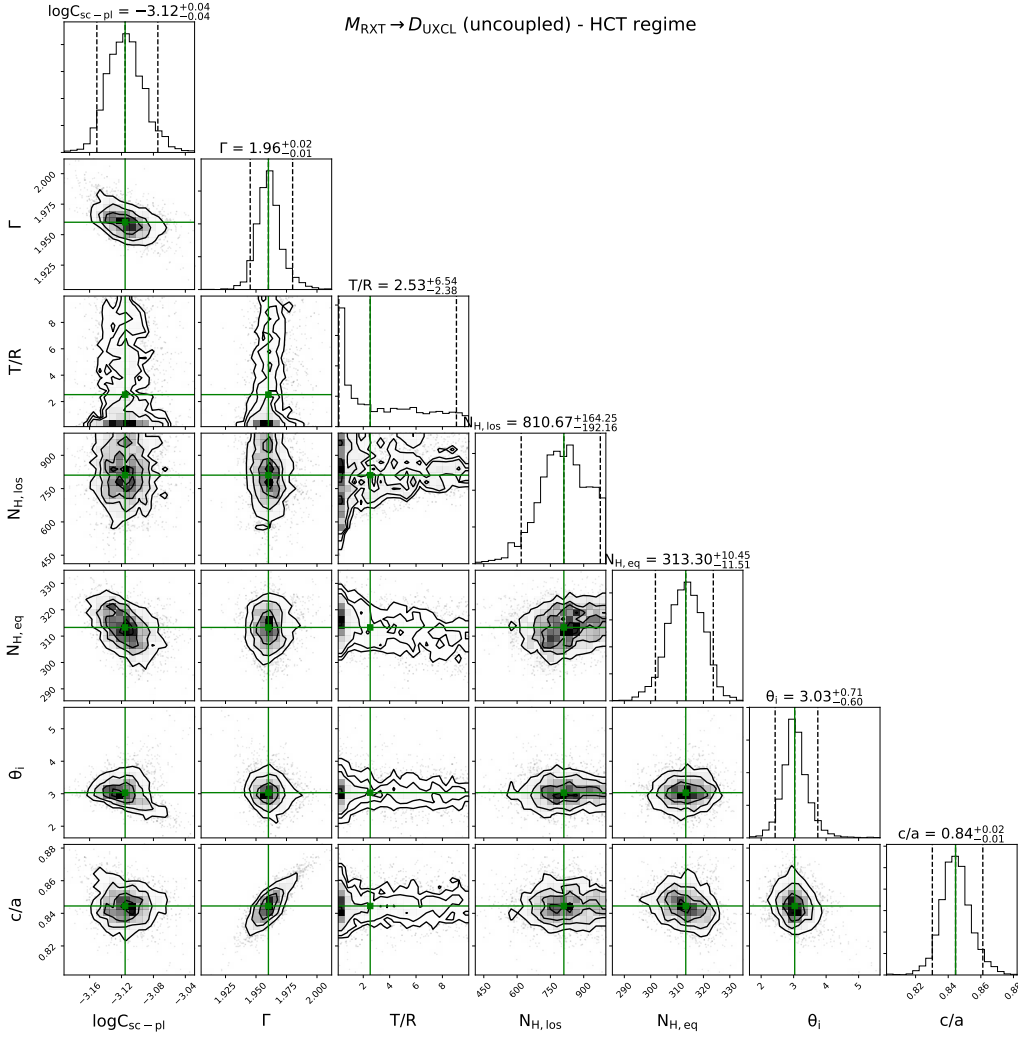 logC_sc−pl = −3.12^{+0.04}_{−0.04}
M_RXT → D_UXCL (uncoupled) - HCT regime
Γ = 1.96^{+0.02}_{−0.01}
2.000
1.975
1.950
1.925
Γ
T/R = 2.53^{+6.54}_{−2.38}
8
6
4
2
T/R
N_H,los = 810.67^{+164.25}_{−192.16}
900
750
600
450
N_H,los
N_H,eq = 313.30^{+10.45}_{−11.51}
330
320
310
300
290
N_H,eq
θ_i = 3.03^{+0.71}_{−0.60}
5
4
3
2
θ_i
c/a = 0.84^{+0.02}_{−0.01}
0.88
0.86
0.84
0.82
c/a
−3.16 −3.12 −3.08 −3.04 1.925 1.950 1.975 2.000 2 4 6 8 450 600 750 900 290 300 310 320 330 2 3 4 5 0.82 0.84 0.86 0.88
logC_sc−pl Γ T/R N_H,los N_H,eq θ_i c/a